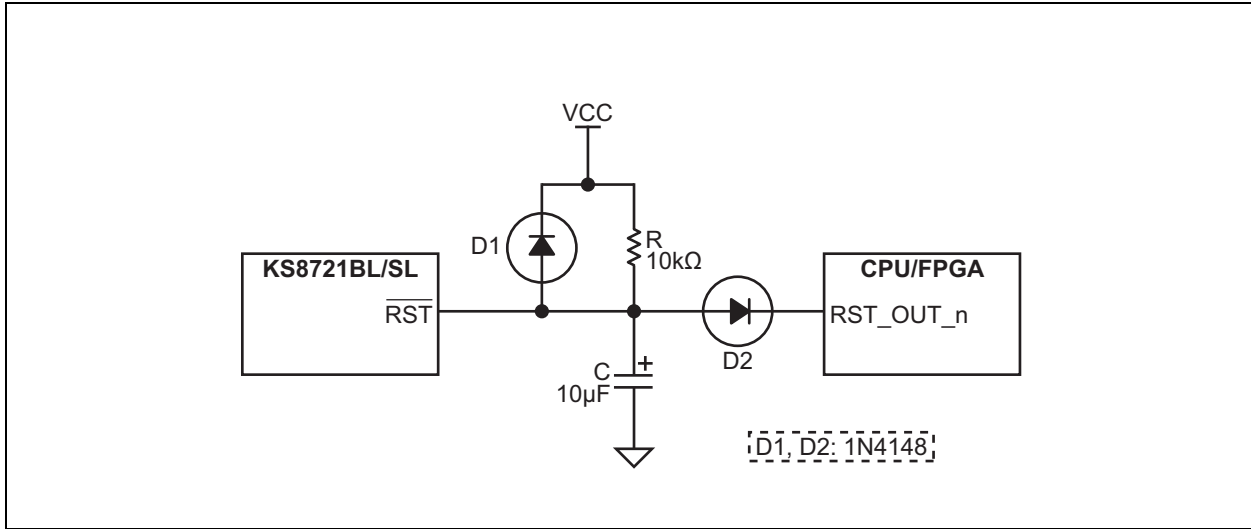 VCC
D1
R
10kΩ
KS8721BL/SL
CPU/FPGA
RST
RST_OUT_n
D2
C
+
10µF
D1, D2: 1N4148